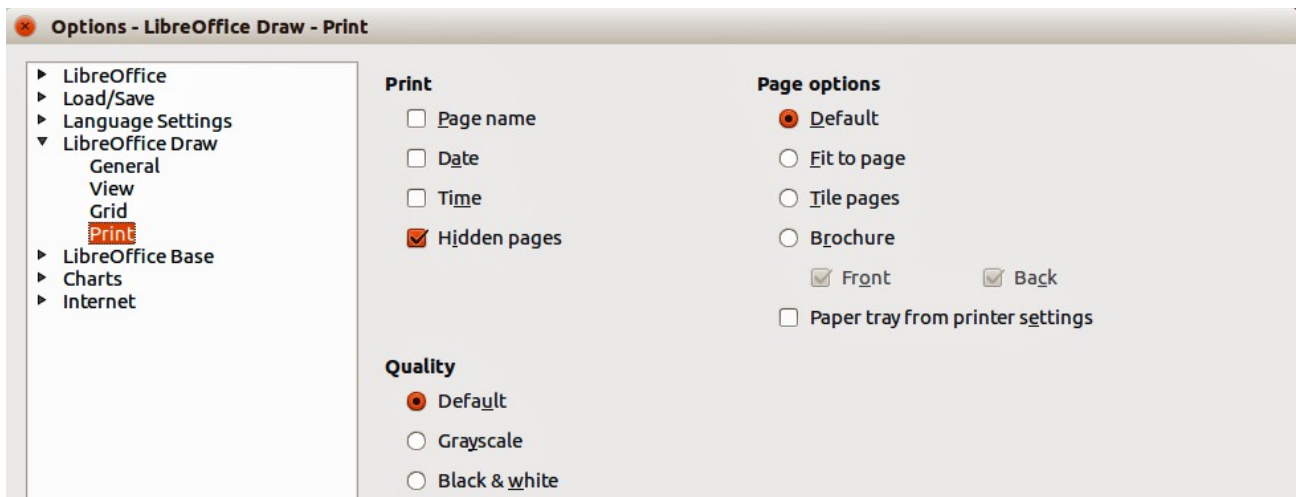 Options - LibreOffice Draw - Print
LibreOffice
Load/Save
Language Settings
LibreOffice Draw
General
View
Grid
Print
LibreOffice Base
Charts
Internet
Print
Page name
Date
Time
Hidden pages
Quality
Default
Grayscale
Black & white
Page options
Default
Fit to page
Tile pages
Brochure
Front Back
Paper tray from printer settings